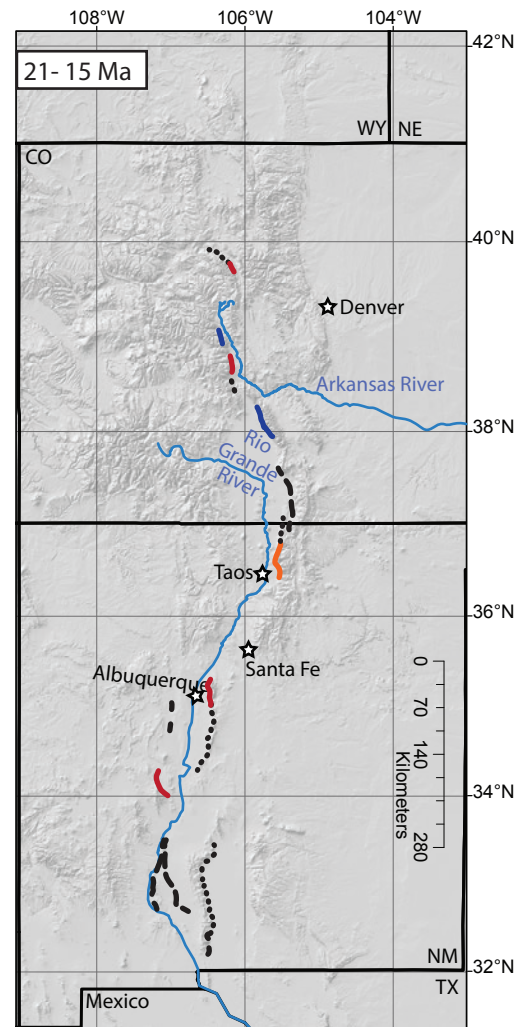 108°W 106°W 104°W
42°N
21- 15 Ma
WY NE
CO
40°N
Denver
Arkansas River
38°N
Rio
Grande
River
Taos
36°N
Santa Fe
Albuquerque
0
70
140
280
Kilometers
34°N
NM
32°N
TX
Mexico